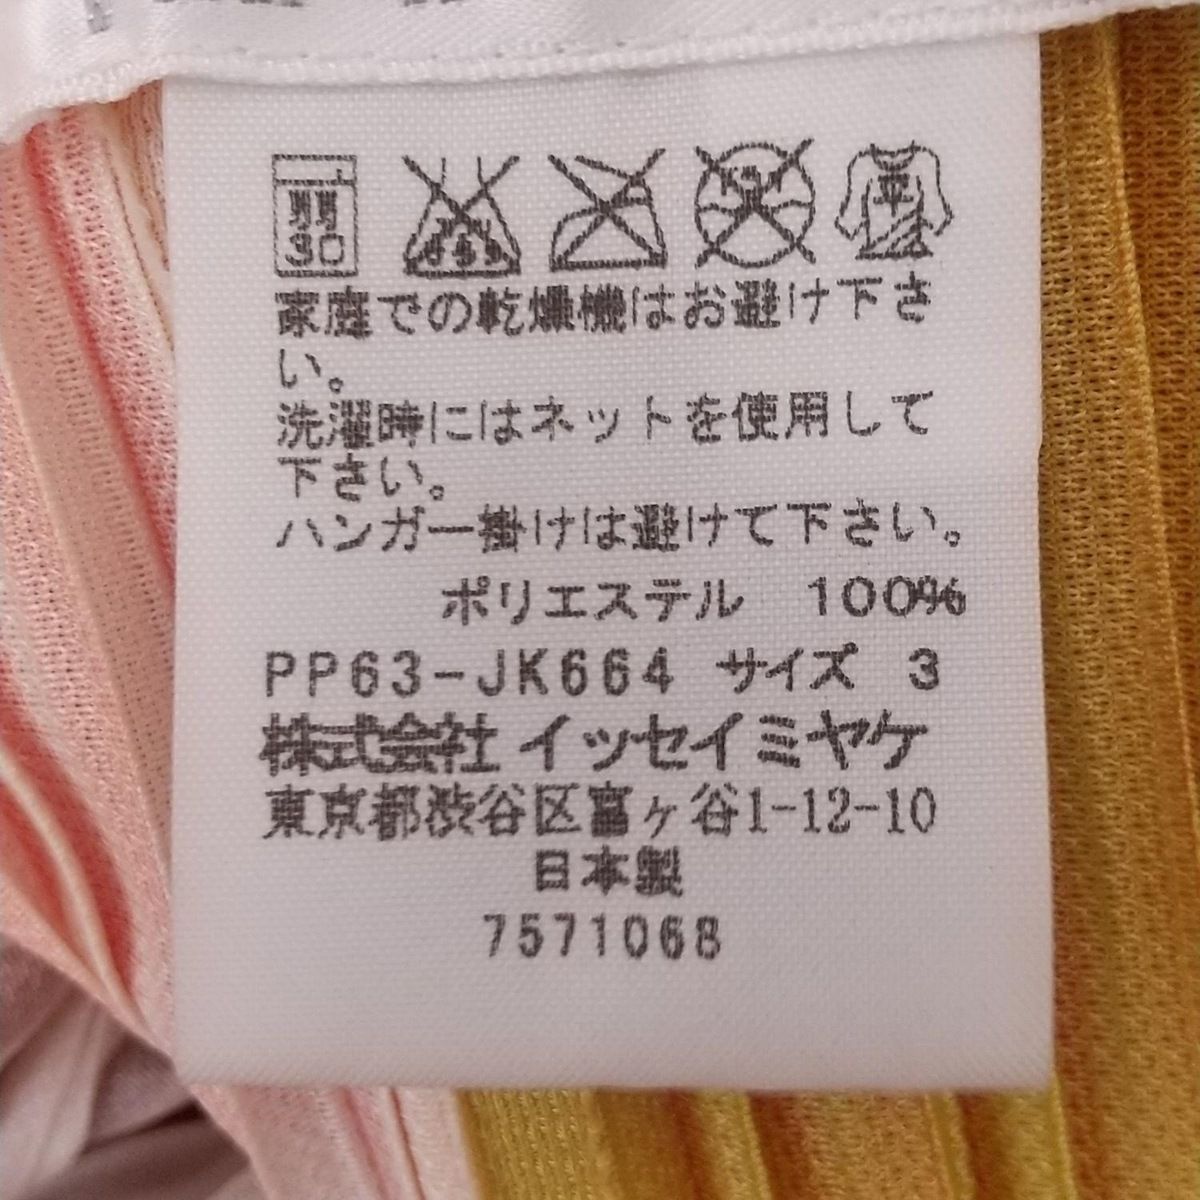 弱
30
平
家庭での乾燥機はお避け下さ
い。
洗濯時にはネットを使用して
下さい。
ハンガー掛けは避けて下さい。
ポリエステル 100%
PP63-JK664 サイズ 3
株式会社 イッセイミヤケ
東京都渋谷区富ヶ谷1-12-10
日本製
7571068